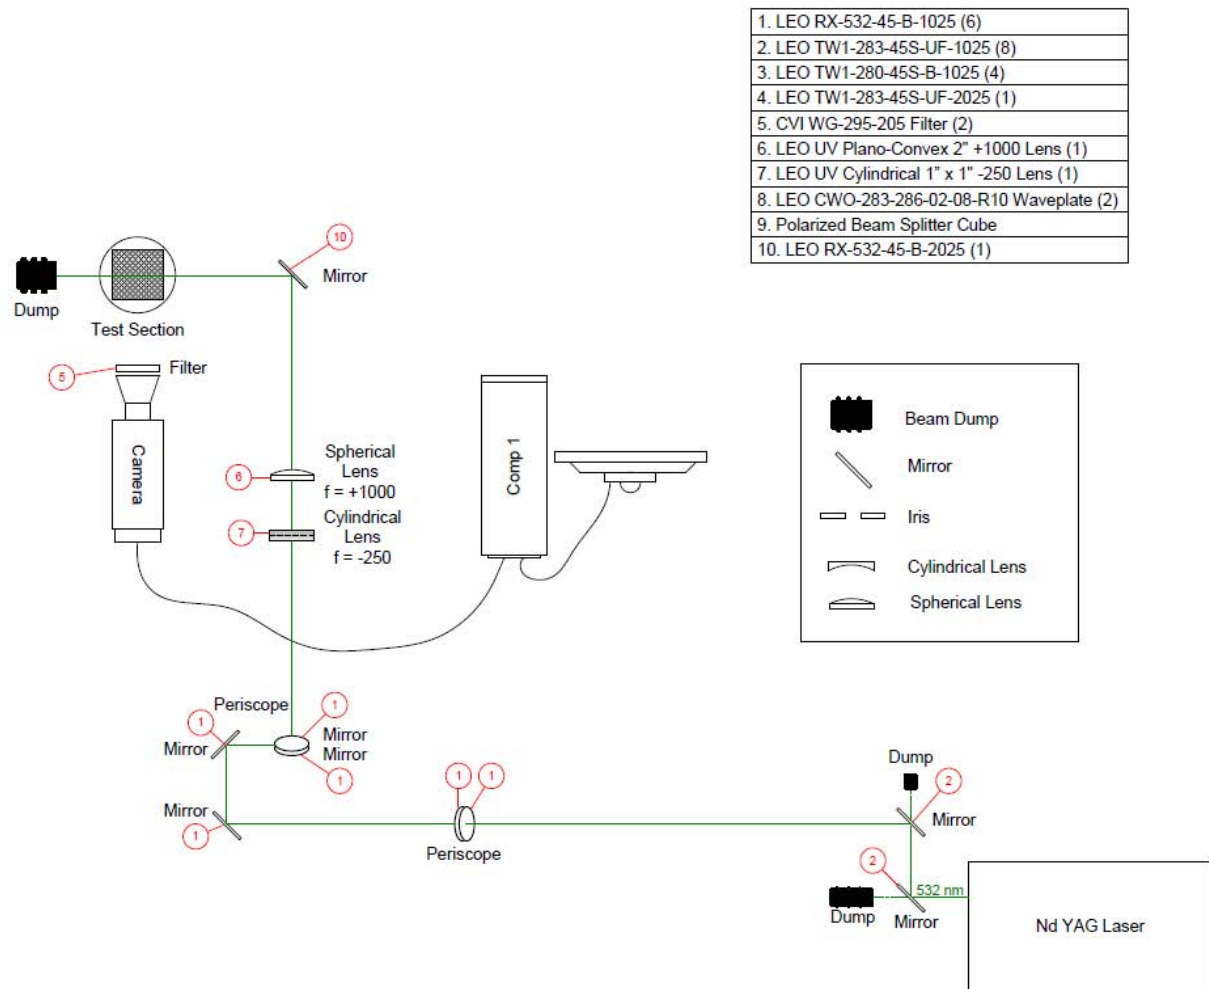 1. LEO RX-532-45-B-1025 (6)
2. LEO TW1-283-45S-UF-1025 (8)
3. LEO TW1-280-45S-B-1025 (4)
4. LEO TW1-283-45S-UF-2025 (1)
5. CVI WG-295-205 Filter (2)
6. LEO UV Plano-Convex 2" +1000 Lens (1)
7. LEO UV Cylindrical 1" x 1" -250 Lens (1)
8. LEO CWO-283-286-02-08-R10 Waveplate (2)
9. Polarized Beam Splitter Cube
10. LEO RX-532-45-B-2025 (1)
10
Mirror
Dump
Test Section
5
Filter
Camera
6
Spherical
Lens
f = +1000
7
Cylindrical
Lens
f = -250
Comp 1
Beam Dump
Mirror
Iris
Cylindrical Lens
Spherical Lens
Periscope
1
1
Mirror
Mirror
Mirror
1
Mirror
1
1
1
Periscope
Dump
2
Mirror
2
532 nm
Dump
Mirror
Nd YAG Laser